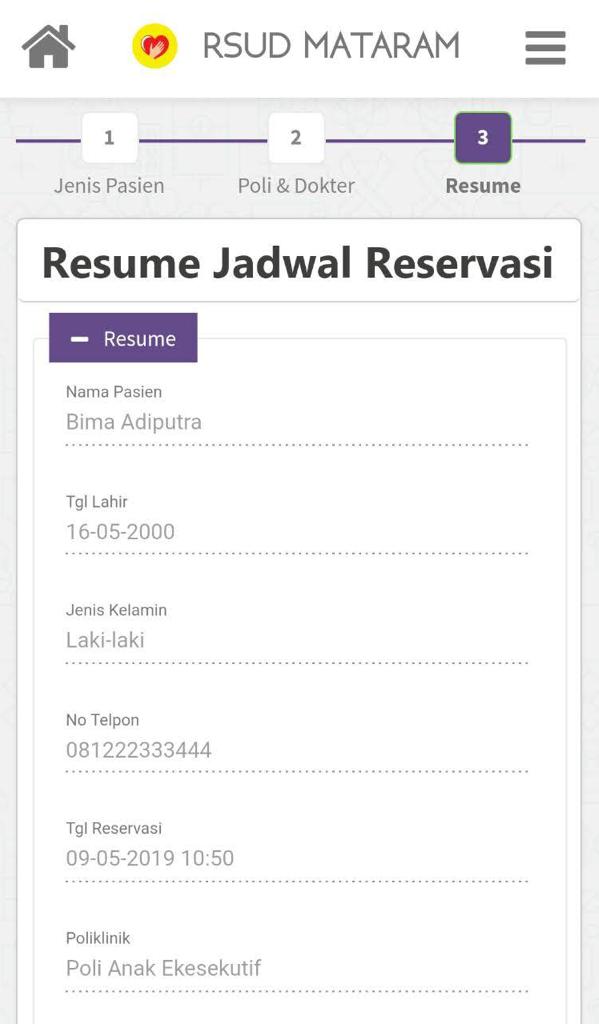 RSUD MATARAM
1
2
3
Jenis Pasien
Poli & Dokter
Resume
Resume Jadwal Reservasi
Resume
Nama Pasien
Bima Adiputra
Tgl Lahir
16-05-2000
Jenis Kelamin
Laki-laki
No Telpon
081222333444
Tgl Reservasi
09-05-2019 10:50
Poliklinik
Poli Anak Ekesekutif